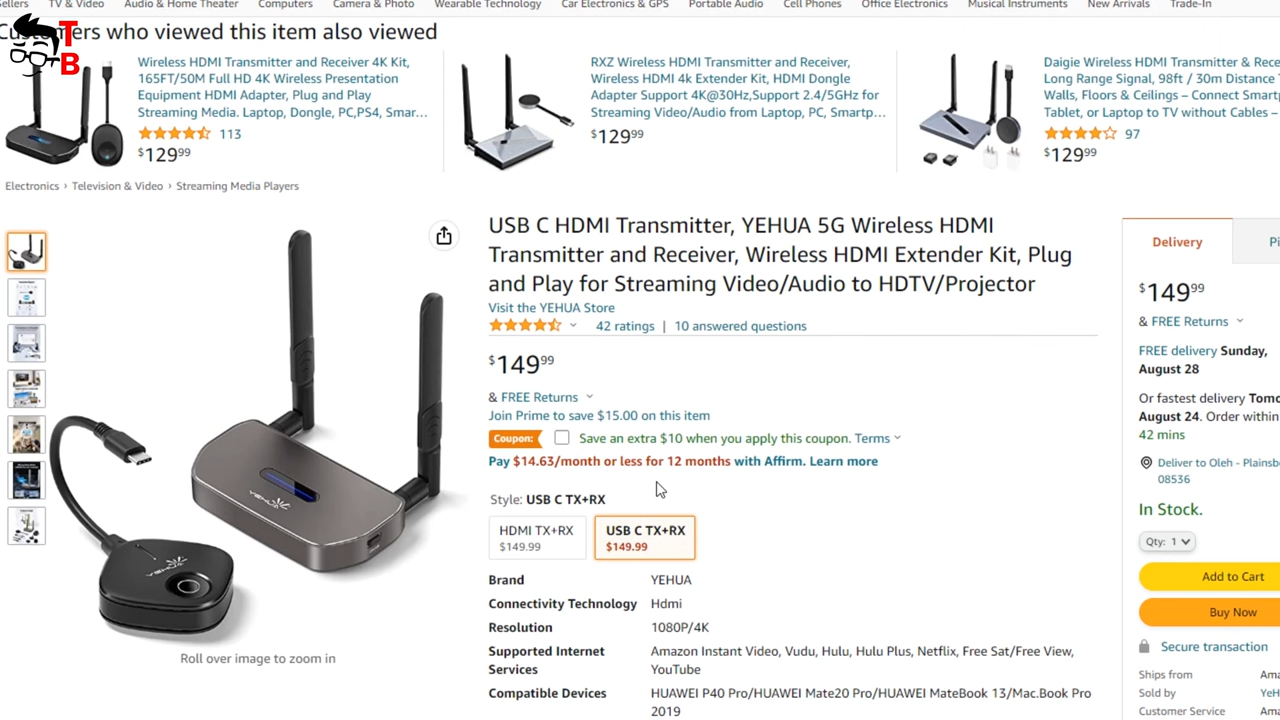 TV & Video Audio & Home Theater Computers Camera & Photo Wearable Technology Car Electronics & GPS Portable Audio Cell Phones Office Electronics Musical Instruments New Arrivals Trade-In
who viewed this item also viewed
TB
Wireless HDMI Transmitter and Receiver 4K Kit,
165FT/50M Full HD 4K Wireless Presentation
Equipment HDMI Adapter, Plug and Play
Streaming Media. Laptop, Dongle, PC,PS4, Smar...
113
$129 99
RXZ Wireless HDMI Transmitter and Receiver,
Wireless HDMI 4k Extender Kit, HDMI Dongle
Adapter Support 4K@30Hz,Support 2.4/5GHz for
Streaming Video/Audio from Laptop, PC, Smartp...
$129 99
Daigie Wireless HDMI Transmitter &
Long Range Signal, 98ft / 30m Distance
Walls, Floors & Ceilings – Connect
Tablet, or Laptop to TV without Cables –
97
$129 99
Electronics › Television & Video › Streaming Media Players
USB C HDMI Transmitter, YEHUA 5G Wireless HDMI
Transmitter and Receiver, Wireless HDMI Extender Kit, Plug
and Play for Streaming Video/Audio to HDTV/Projector
Visit the YEHUA Store
42 ratings | 10 answered questions
$149 99
& FREE Returns
Join Prime to save $15.00 on this item
Coupon: Save an extra $10 when you apply this coupon. Terms
Pay $14.63/month or less for 12 months with Affirm. Learn more
Style: USB C TX+RX
HDMI TX+RX
$149.99
USB C TX+RX
$149.99
Brand YEHUA
Connectivity Technology Hdmi
Resolution 1080P/4K
Supported Internet Services Amazon Instant Video, Vudu, Hulu, Hulu Plus, Netflix, Free Sat/Free View,
YouTube
Compatible Devices HUAWEI P40 Pro/HUAWEI Mate20 Pro/HUAWEI MateBook 13/Mac.Book Pro
2019
YEHUA
YEHUA
Roll over image to zoom in
Delivery
$149 99
& FREE Returns
FREE delivery Sunday,
August 28
Or fastest delivery
August 24. Order within
42 mins
Deliver to Oleh -
08536
In Stock.
Qty: 1
Add to Cart
Buy Now
Secure transaction
Ships from
Sold by
Customer Service